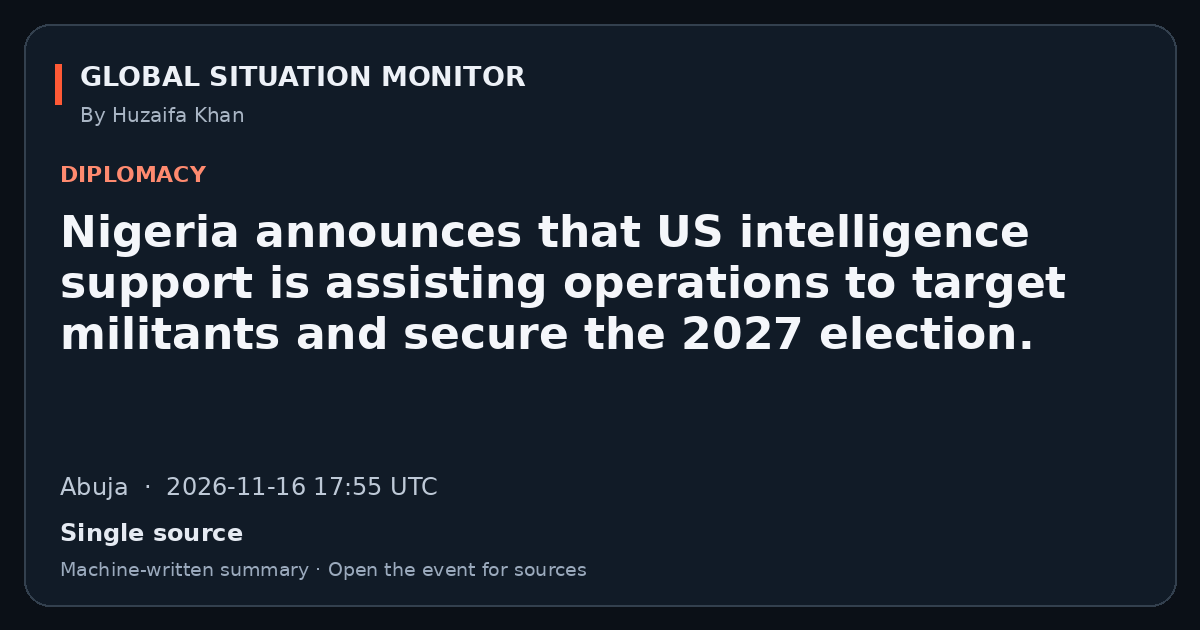 GLOBAL SITUATION MONITOR
By Huzaifa Khan
DIPLOMACY
Nigeria announces that US intelligence
support is assisting operations to target
militants and secure the 2027 election.
Abuja · 2026-11-16 17:55 UTC
Single source
Machine-written summary · Open the event for sources